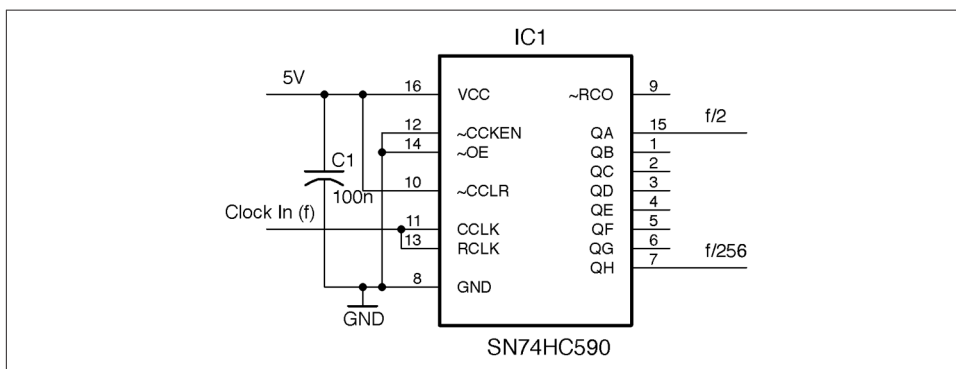 IC1
5V
16 VCC ~RCO 9
12 ~CCKEN QA 15 f/2
14 ~OE QB 1
C1 QC 2
100n 10 ~CCLR QD 3
QE 4
Clock In (f) 11 CCLK QF 5
13 RCLK QG 6
QH 7 f/256
8 GND
GND
SN74HC590